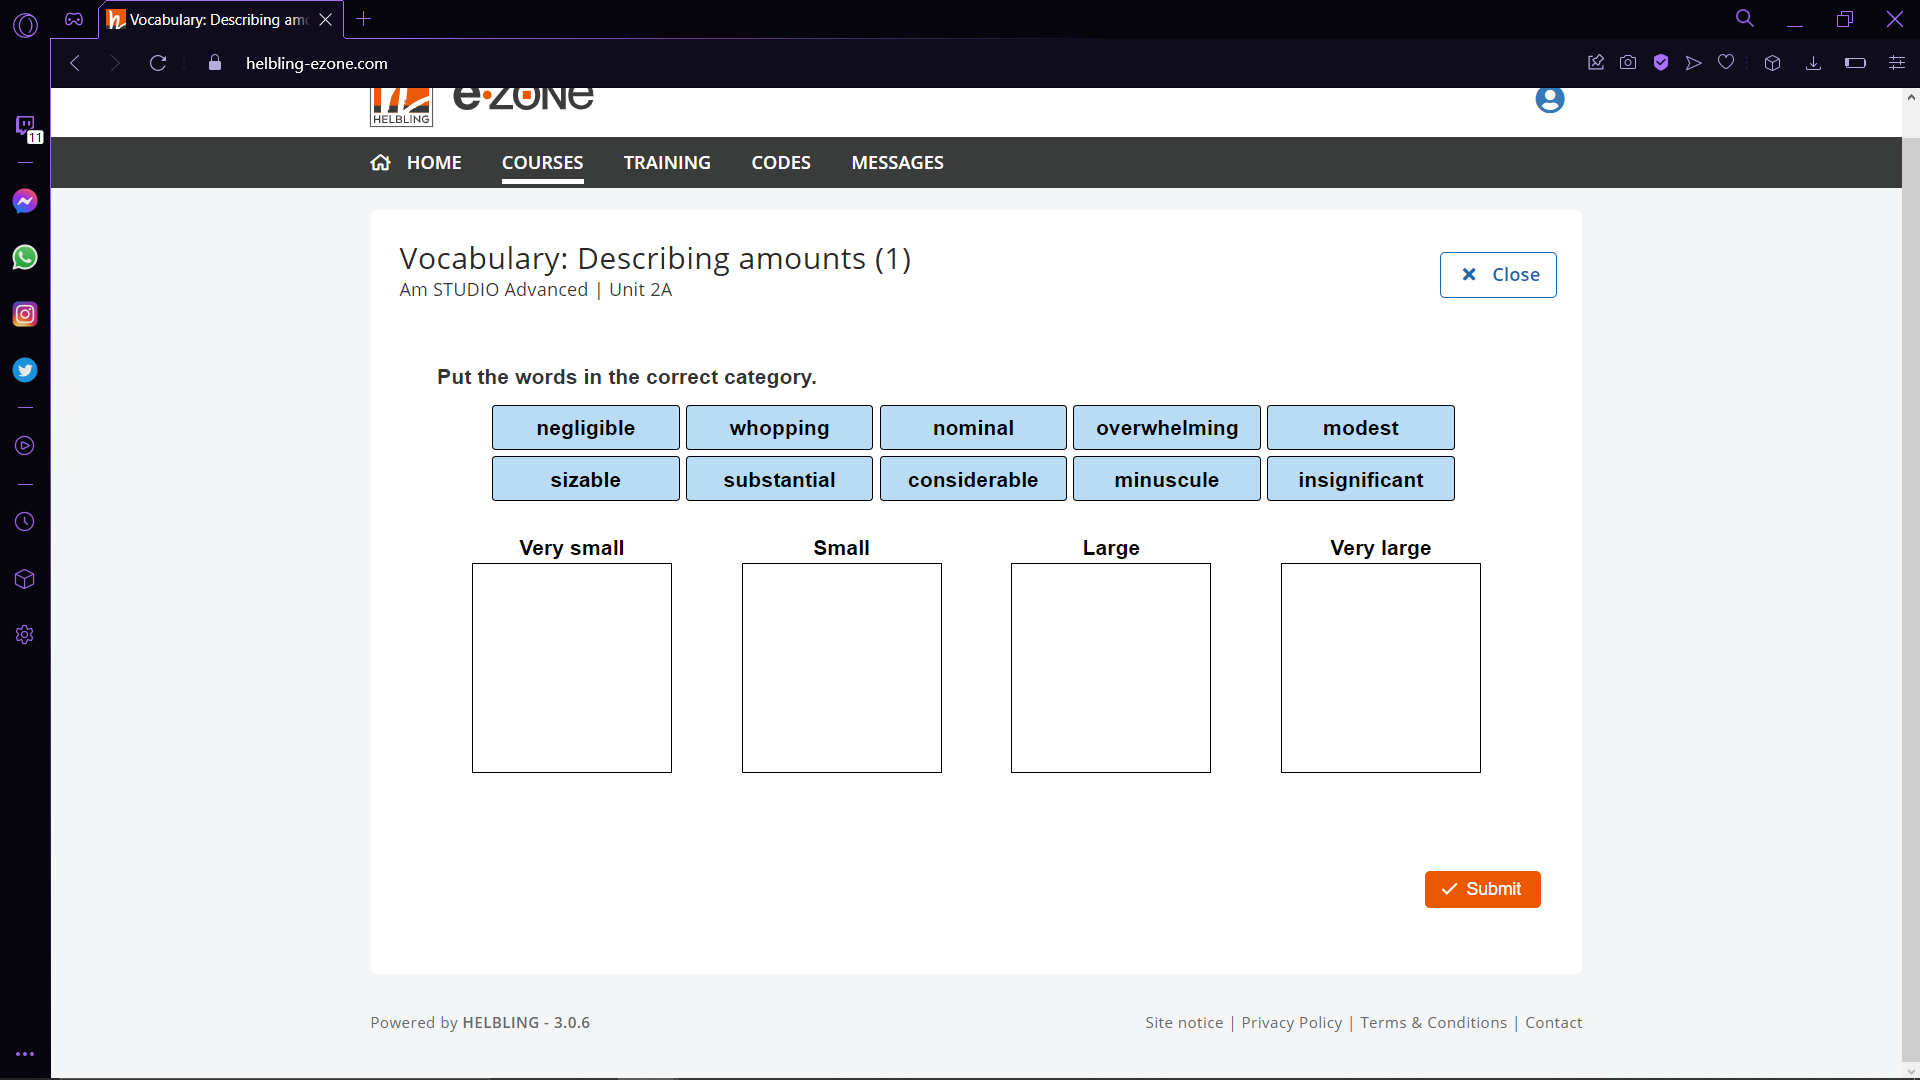 Vocabulary: Describing am
helbling-ezone.com
11
HELBLING
e·zone
HOME COURSES TRAINING CODES MESSAGES
Vocabulary: Describing amounts (1)
Am STUDIO Advanced | Unit 2A
Close
Put the words in the correct category.
negligible whopping nominal overwhelming modest
sizable substantial considerable minuscule insignificant
Very small Small Large Very large
Submit
Powered by HELBLING - 3.0.6
Site notice | Privacy Policy | Terms & Conditions | Contact